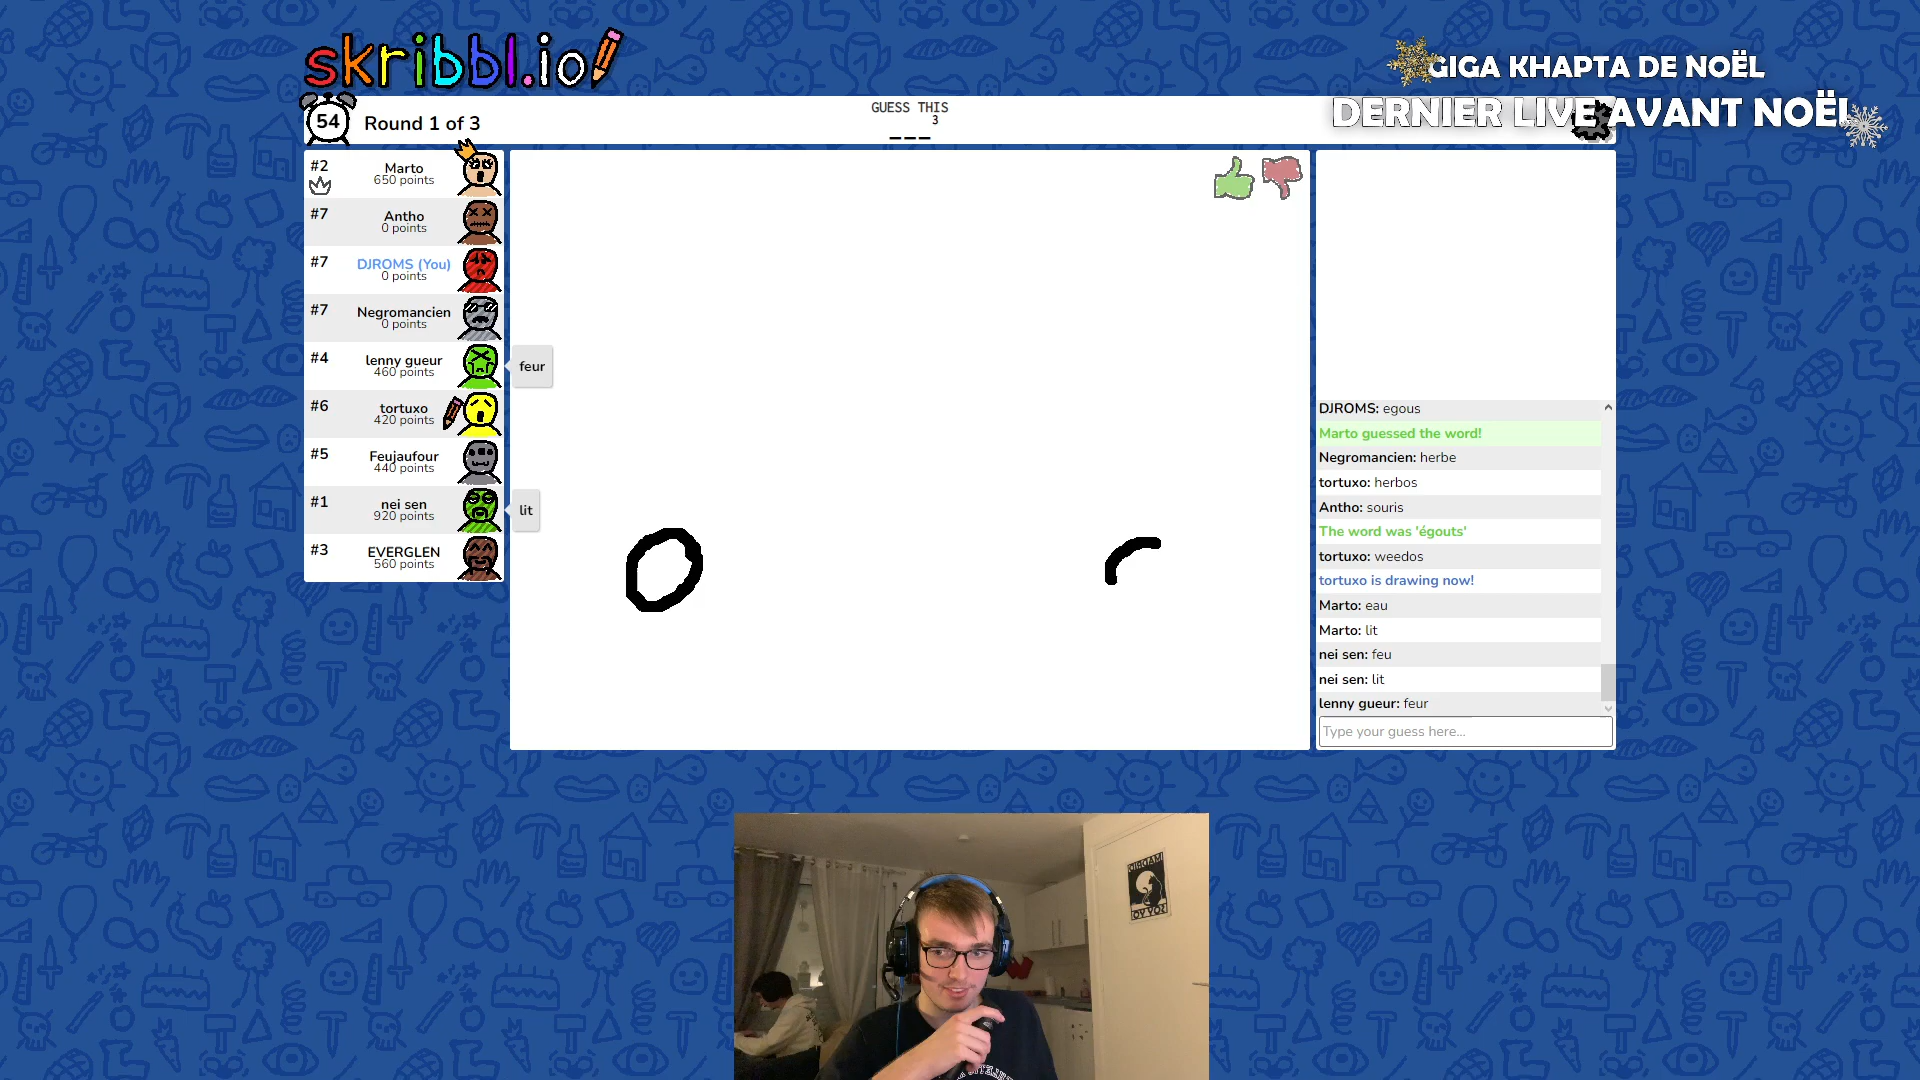 skribbl.io
GIGA KHAPTA DE NOËL
DERNIER LIVE AVANT NOËL
54
Round 1 of 3
GUESS THIS
3
_ _ _
#2
Marto
650 points
#7
Antho
0 points
#7
DJROMS (You)
0 points
#7
Negromancien
0 points
#4
lenny gueur
460 points
feur
#6
tortuxo
420 points
#5
Feujaufour
440 points
#1
nei sen
920 points
lit
#3
EVERGLEN
560 points
DJROMS: egous
Marto guessed the word!
Negromancien: herbe
tortuxo: herbos
Antho: souris
The word was 'égouts'
tortuxo: weedos
tortuxo is drawing now!
Marto: eau
Marto: lit
nei sen: feu
nei sen: lit
lenny gueur: feur
Type your guess here...
MADRID